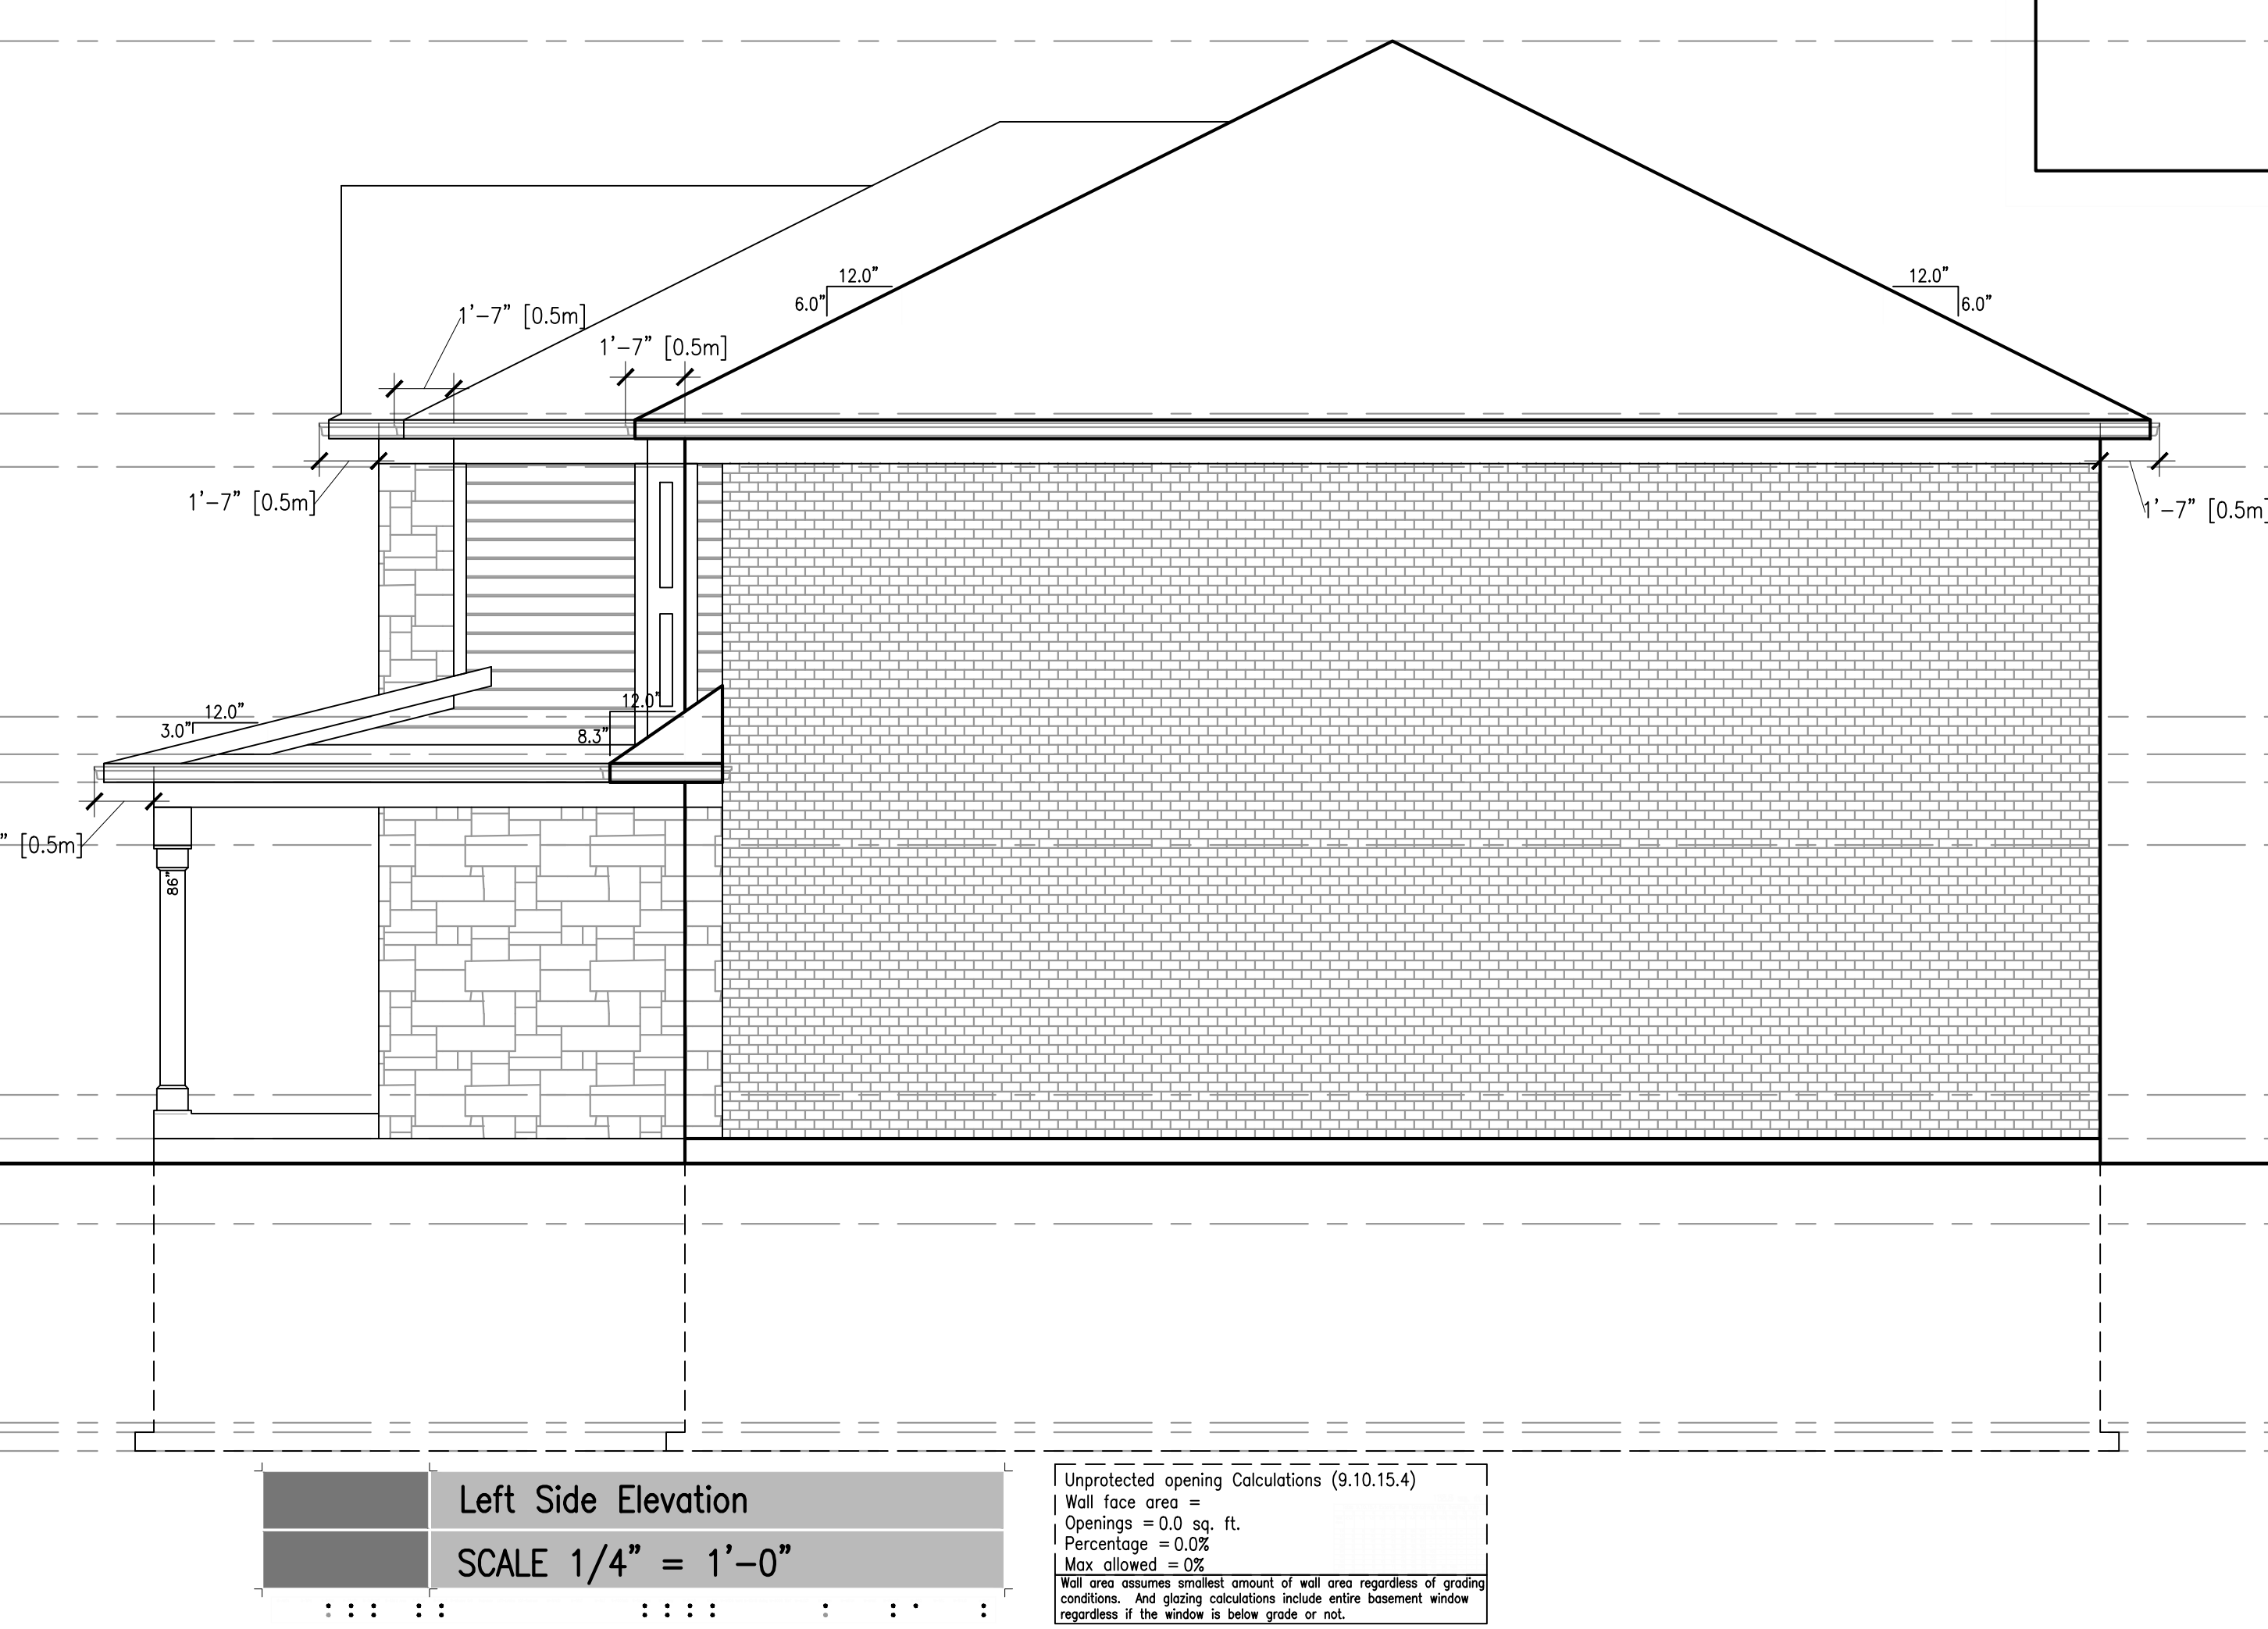 12.0"
6.0"
12.0"
6.0"
1'-7" [0.5m]
1'-7" [0.5m]
1'-7" [0.5m]
1'-7" [0.5m]
12.0"
3.0"
12.0"
8.3"
" [0.5m]
86"
Left Side Elevation
SCALE 1/4" = 1'-0"
Unprotected opening Calculations (9.10.15.4)
Wall face area =
Openings = 0.0 sq. ft.
Percentage = 0.0%
Max allowed = 0%
Wall area assumes smallest amount of wall area regardless of grading
conditions. And glazing calculations include entire basement window
regardless if the window is below grade or not.